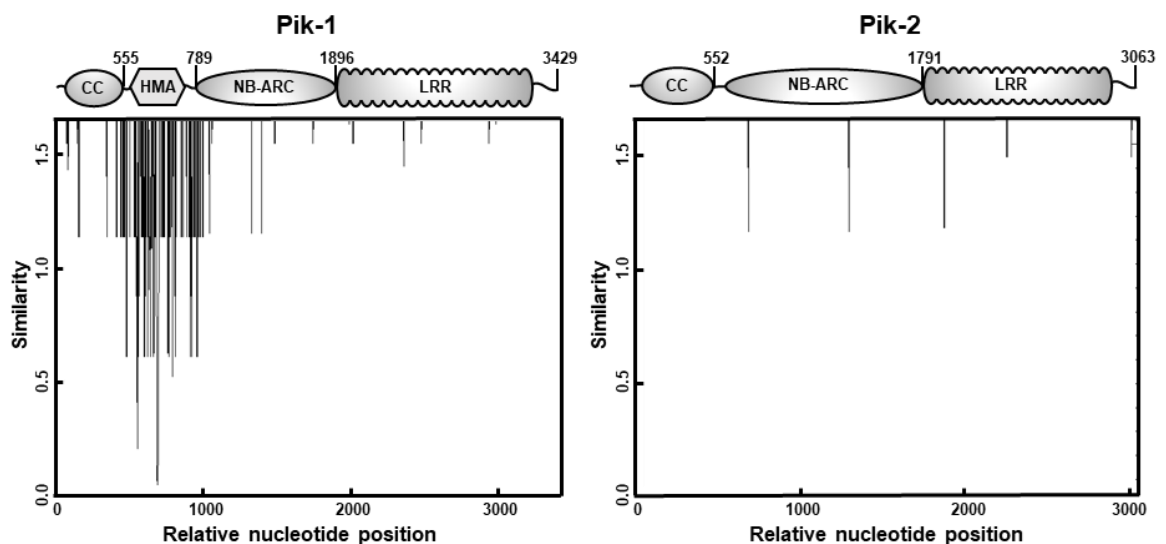 Pik-1
555 789 1896 3429
CC HMA NB-ARC LRR
Similarity
1.5
1.0
0.5
0.0
0 1000 2000 3000
Relative nucleotide position
Pik-2
552 1791 3063
CC NB-ARC LRR
Similarity
1.5
1.0
0.5
0.0
0 1000 2000 3000
Relative nucleotide position